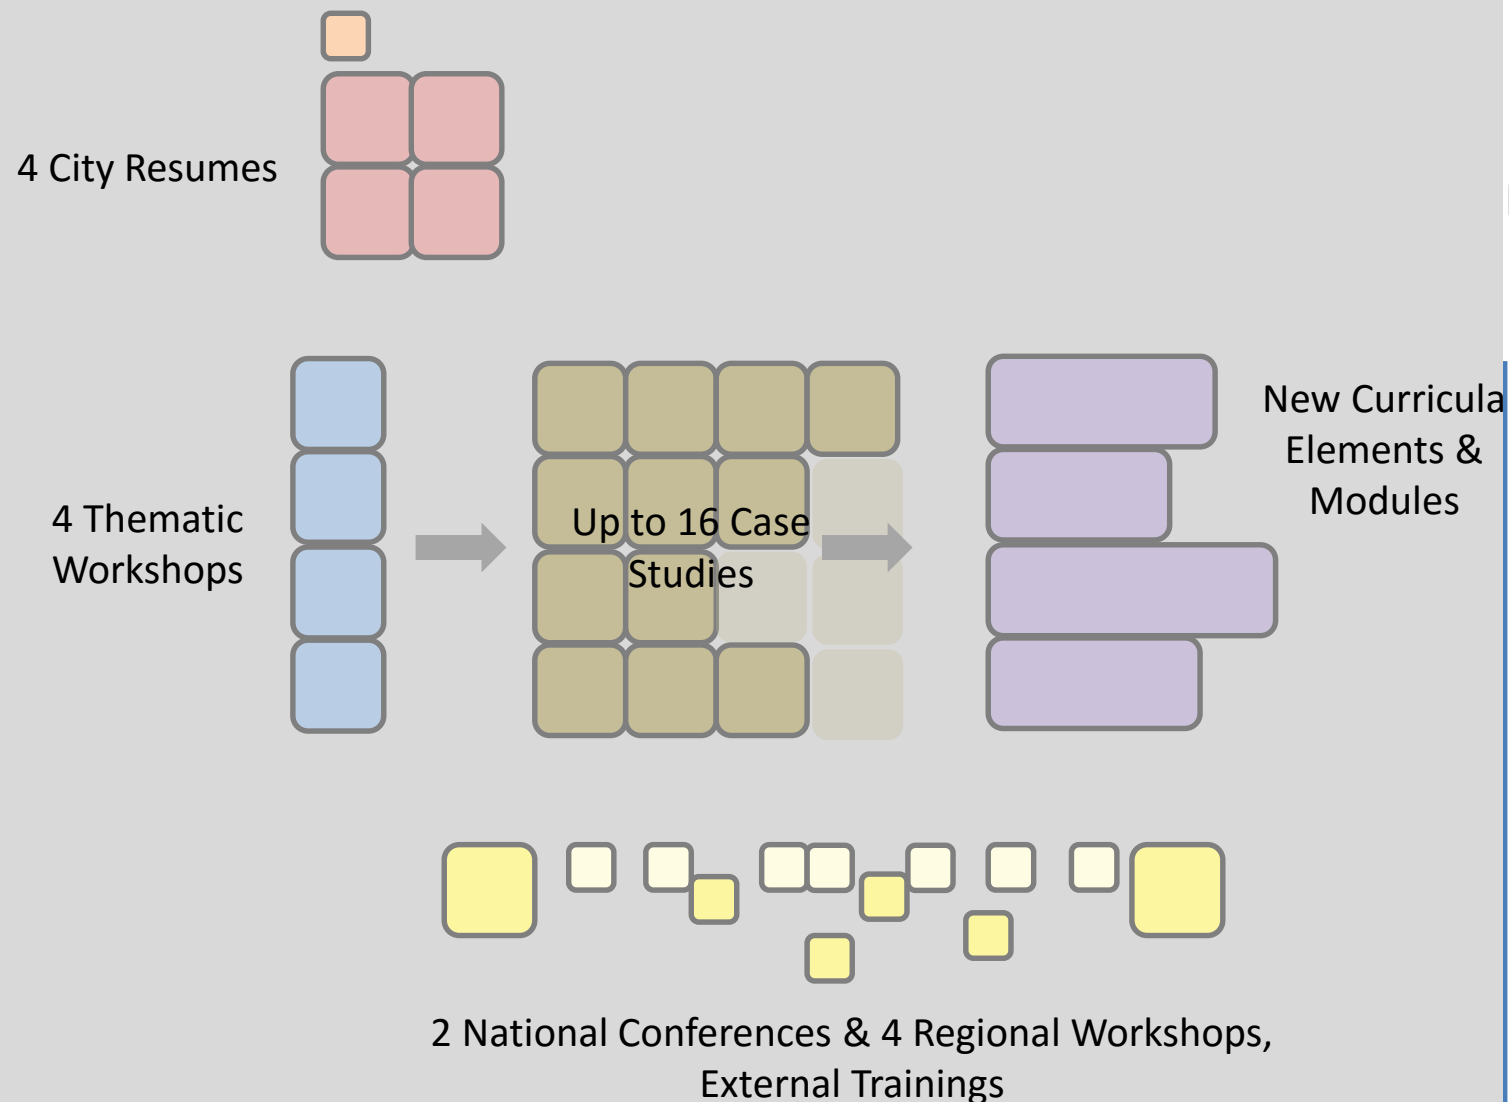 4 City Resumes
4 Thematic
Workshops
Up to 16 Case
Studies
New Curricula
Elements &
Modules
2 National Conferences & 4 Regional Workshops,
External Trainings